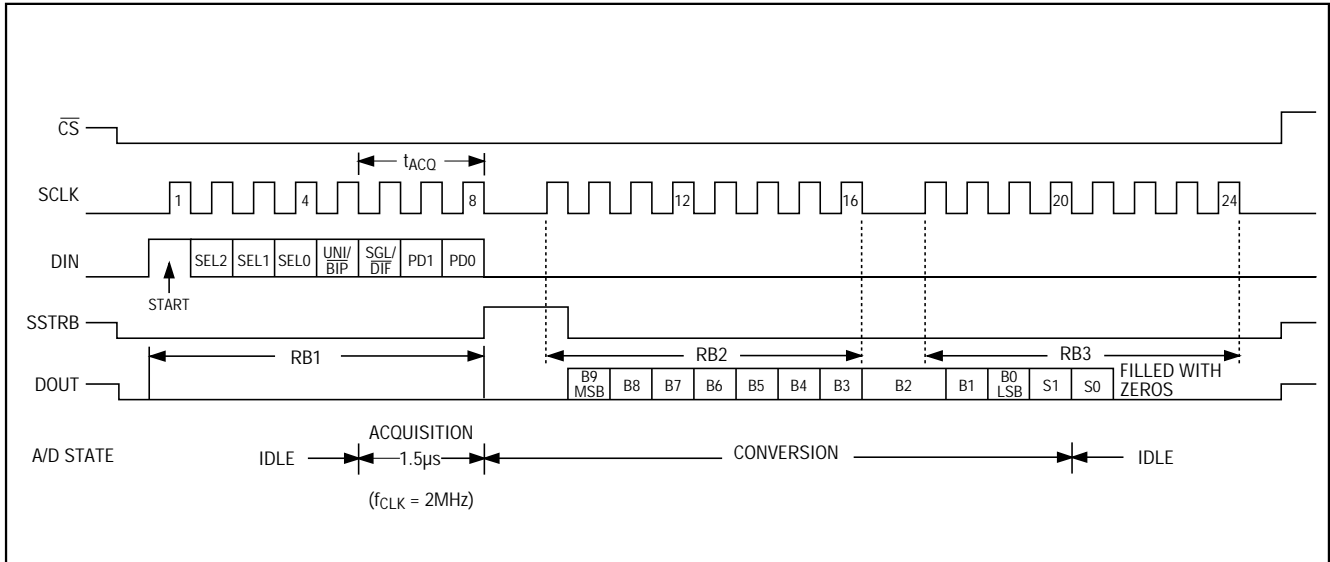 CS
tACQ
SCLK 1 4 8 12 16 20 24
DIN SEL2 SEL1 SEL0 UNI/BIP SGL/DIF PD1 PD0
START
SSTRB
RB1 RB2 RB3
DOUT B9 MSB B8 B7 B6 B5 B4 B3 B2 B1 B0 LSB S1 S0 FILLED WITH ZEROS
A/D STATE IDLE ACQUISITION 1.5µs CONVERSION IDLE
(fCLK = 2MHz)